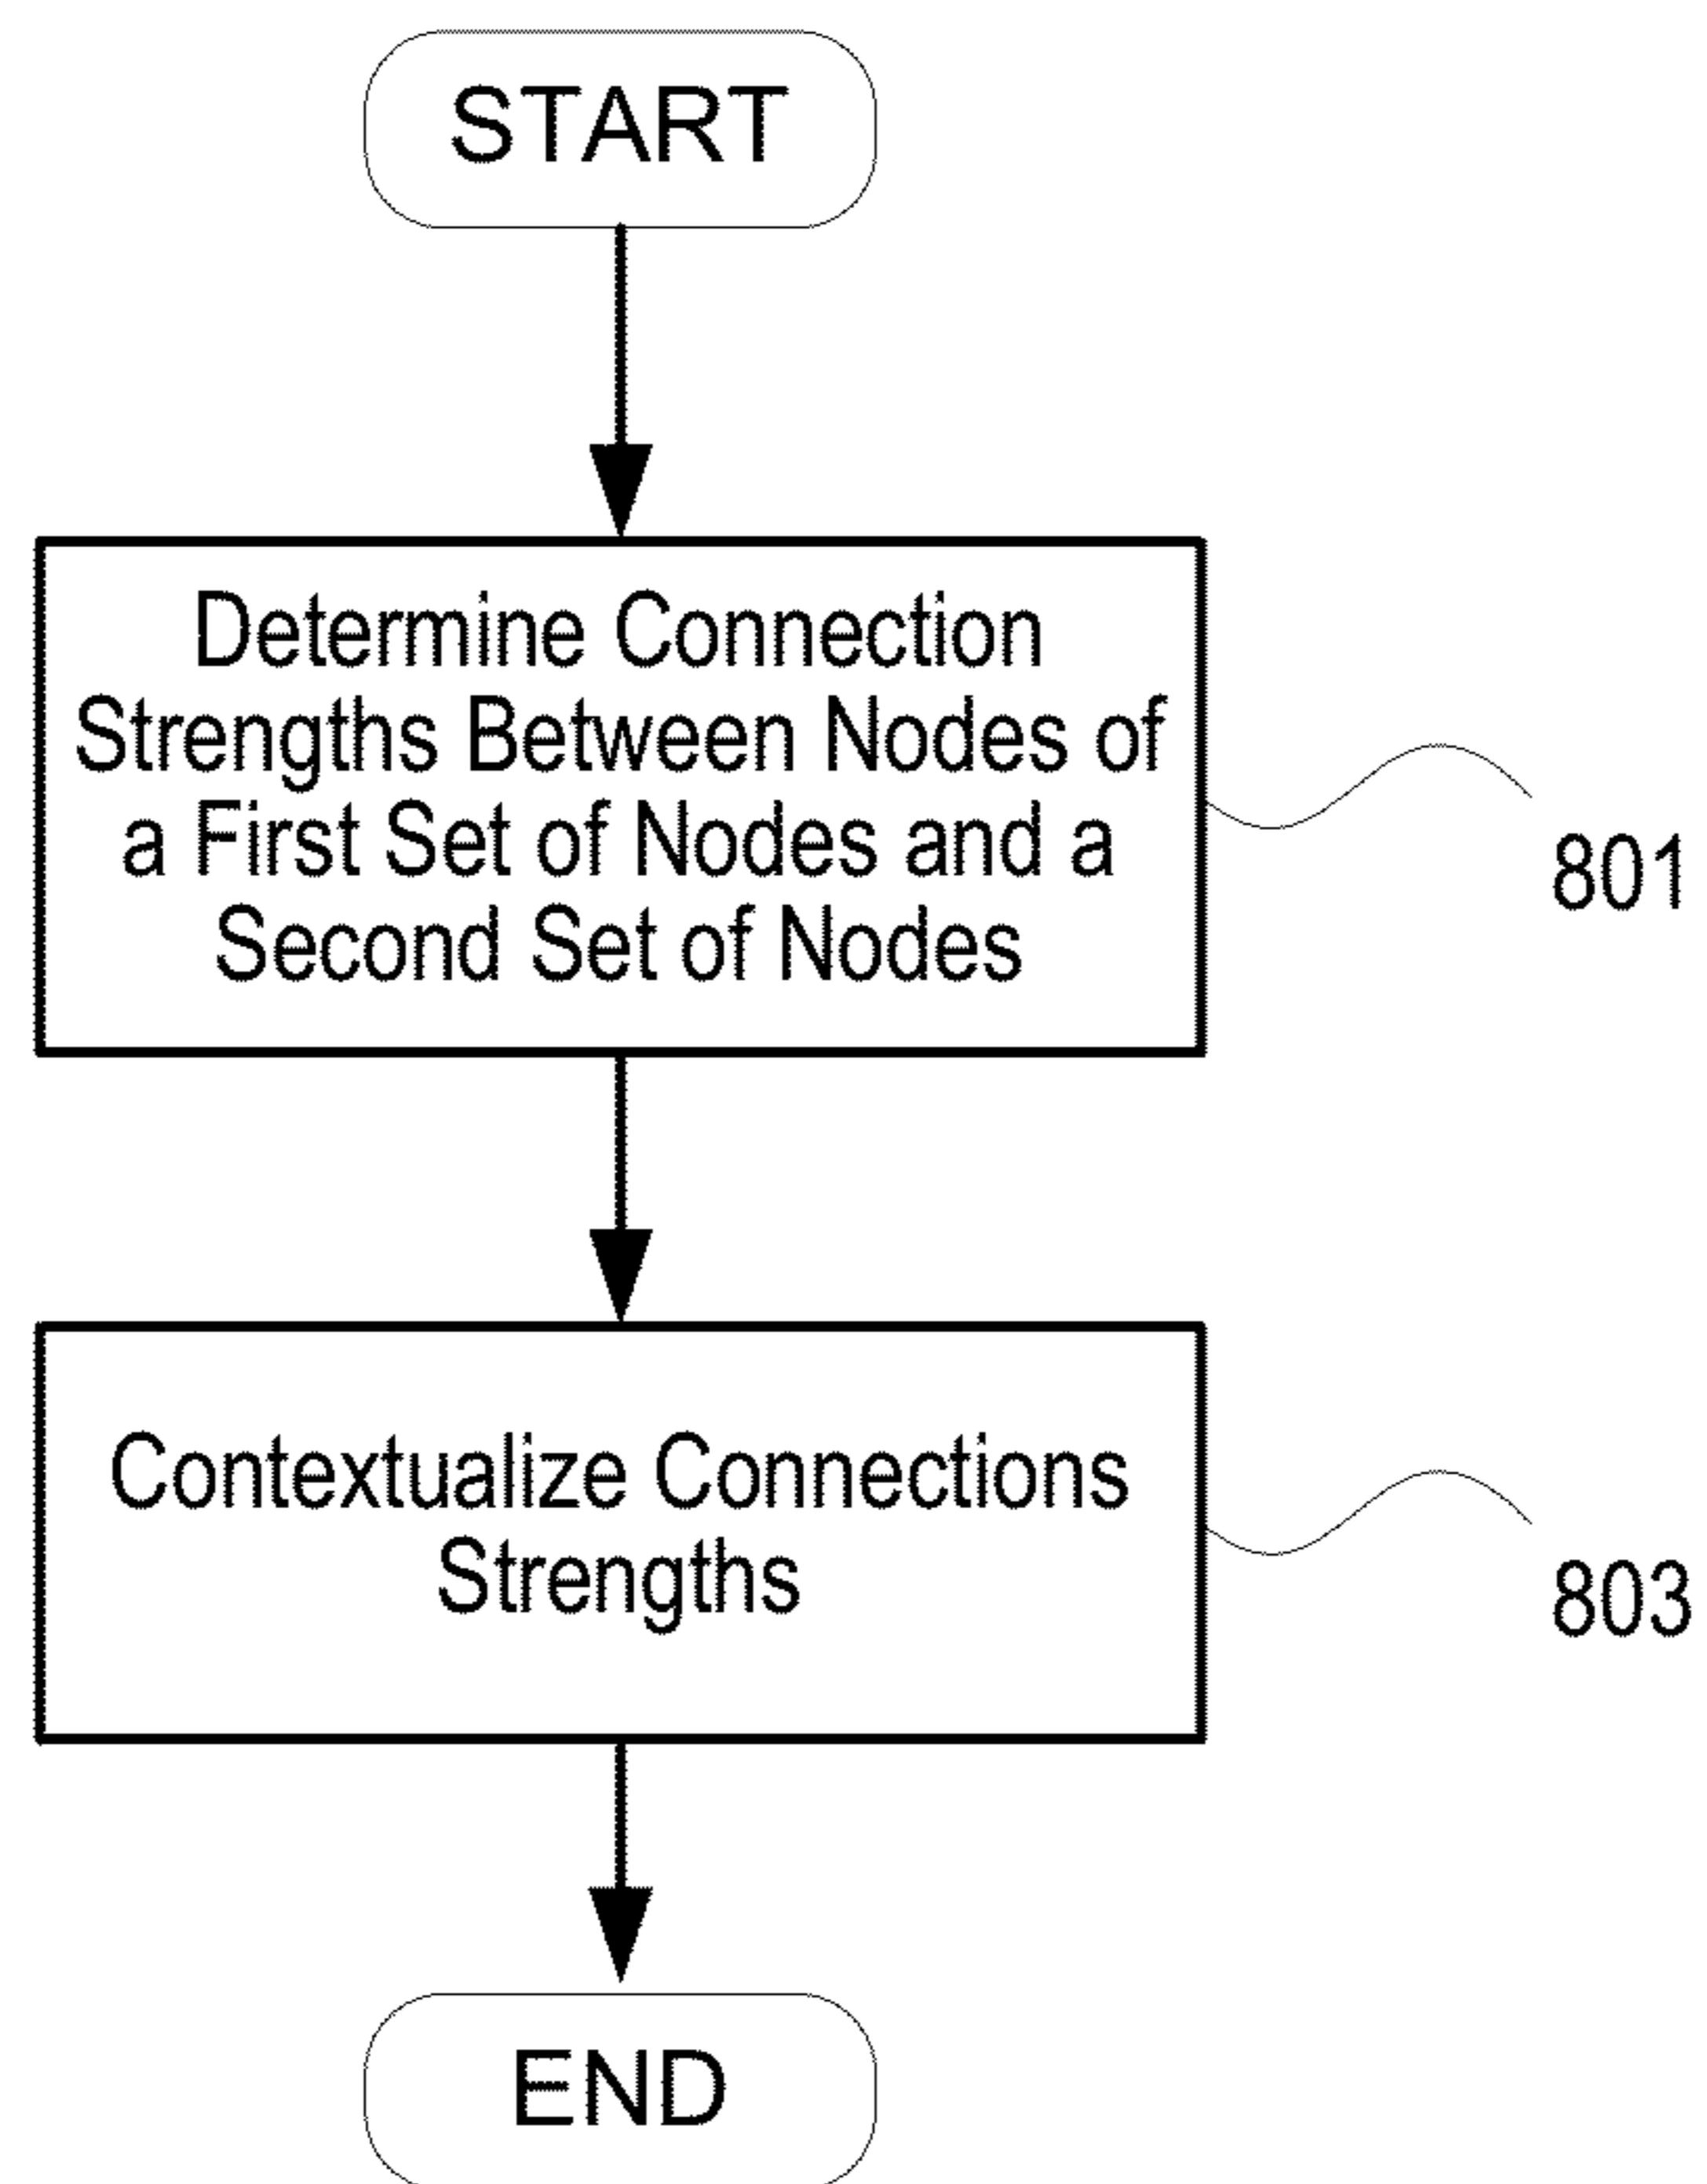 START
Determine Connection
Strengths Between Nodes of
a First Set of Nodes and a
Second Set of Nodes
801
Contextualize Connections
Strengths
803
END